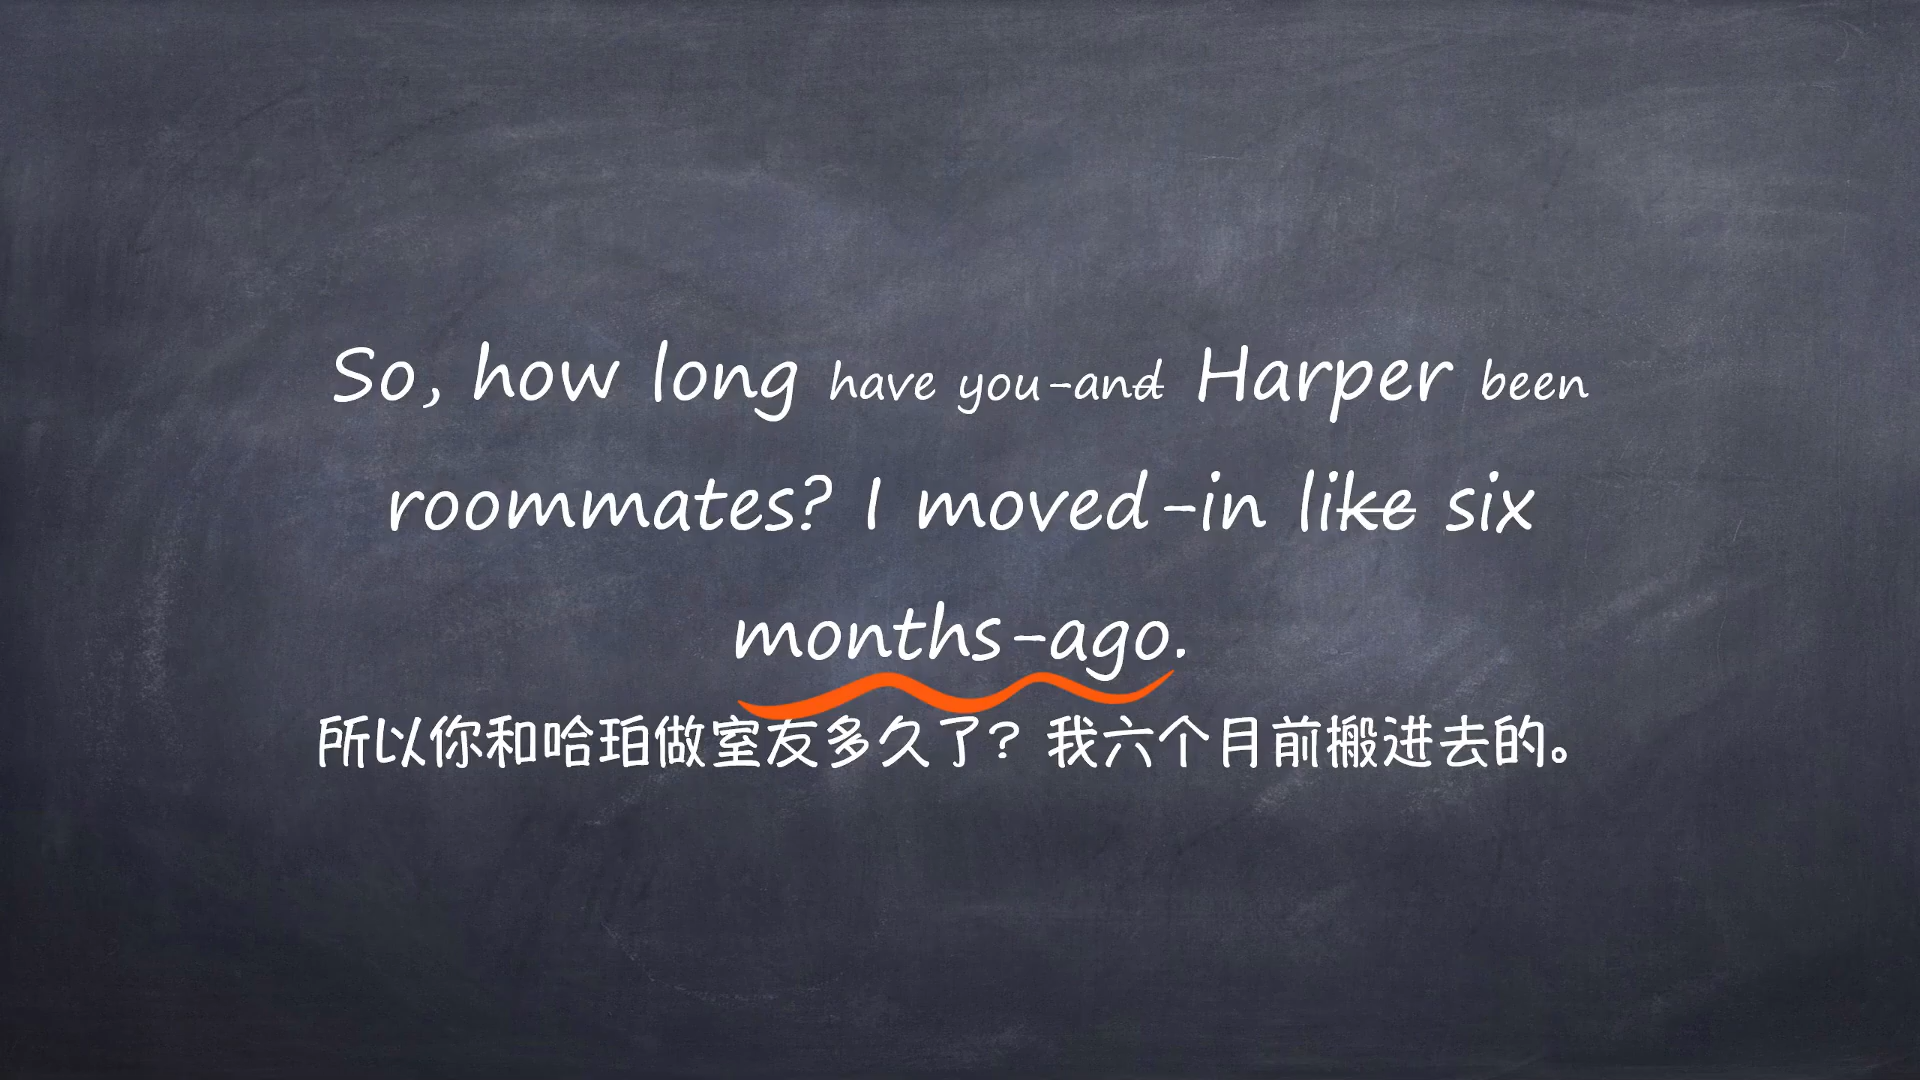 So, how long have you-and Harper been
roommates? I moved-in like six
months-ago.
所以你和哈珀做室友多久了？我六个月前搬进去的。